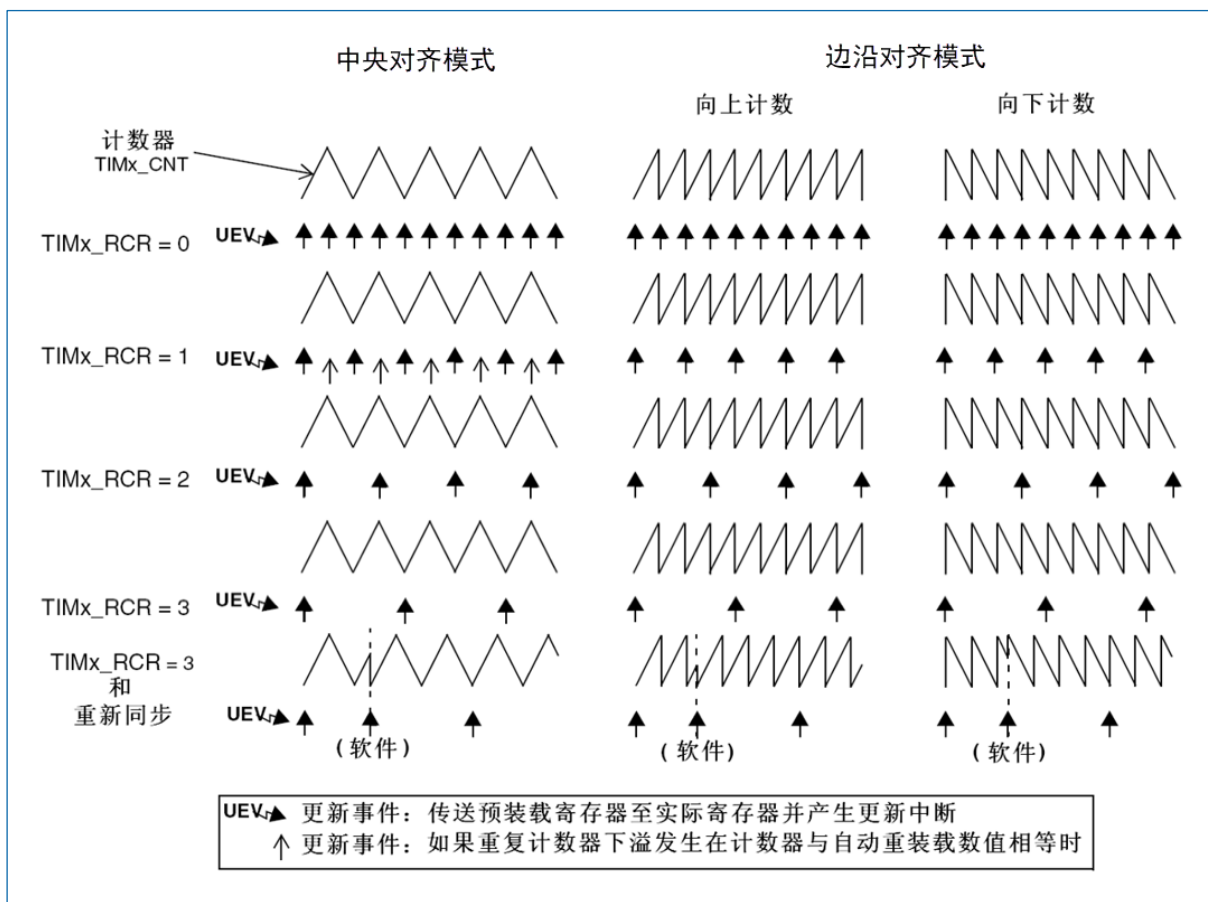 中央对齐模式
边沿对齐模式
向上计数
向下计数
计数器
TIMx_CNT
TIMx_RCR = 0
UEV
TIMx_RCR = 1
UEV
TIMx_RCR = 2
UEV
TIMx_RCR = 3
UEV
TIMx_RCR = 3
和
重新同步
UEV
(软件)
(软件)
(软件)
UEV 更新事件：传送预装载寄存器至实际寄存器并产生更新中断
更新事件：如果重复计数器下溢发生在计数器与自动重装载数值相等时